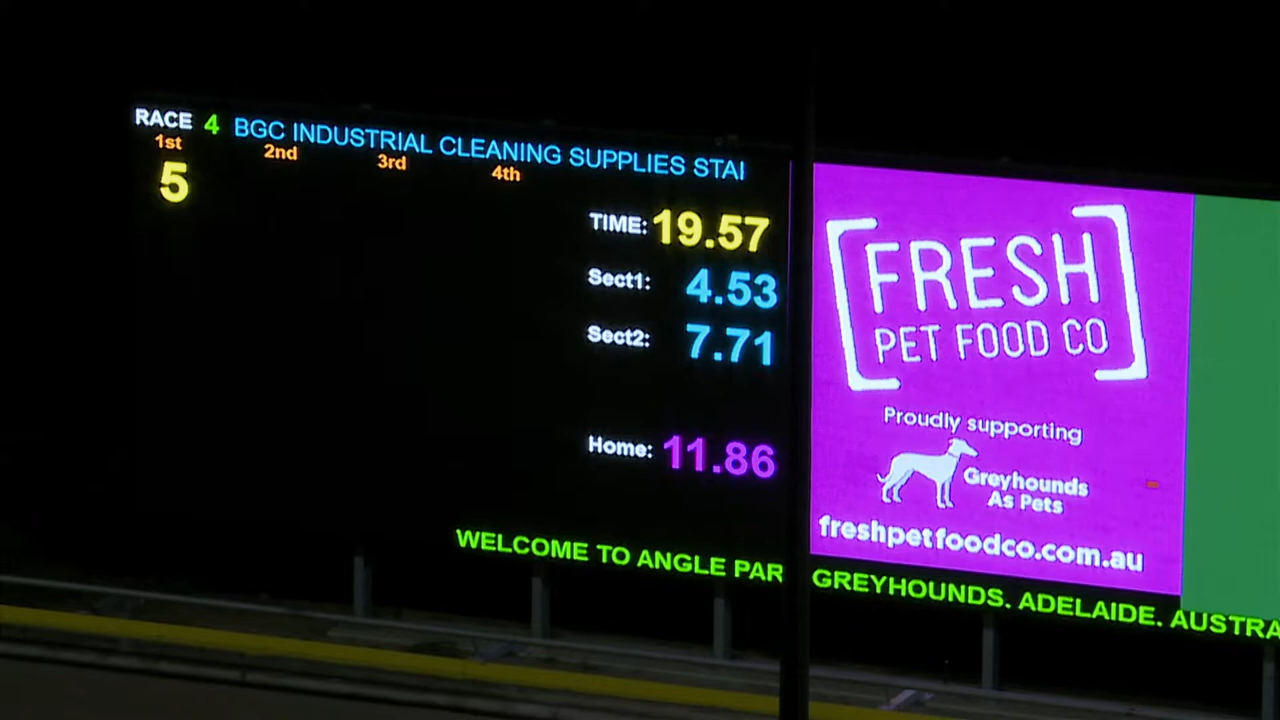 RACE 4 BGC INDUSTRIAL CLEANING SUPPLIES STAI
1st 2nd 3rd 4th
5
TIME: 19.57
Sect1: 4.53
Sect2: 7.71
Home: 11.86
[FRESH
PET FOOD CO]
Proudly supporting
Greyhounds
As Pets
freshpetfoodco.com.au
WELCOME TO ANGLE PAR GREYHOUNDS. ADELAIDE. AUSTRA